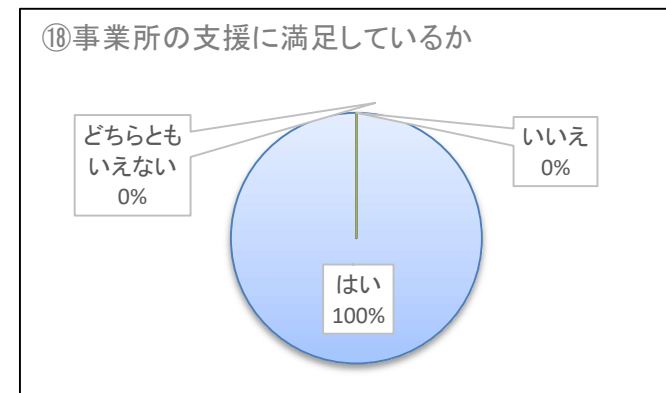 ⑱事業所の支援に満足しているか
どちらとも
いえない
0%
いいえ
0%
はい
100%